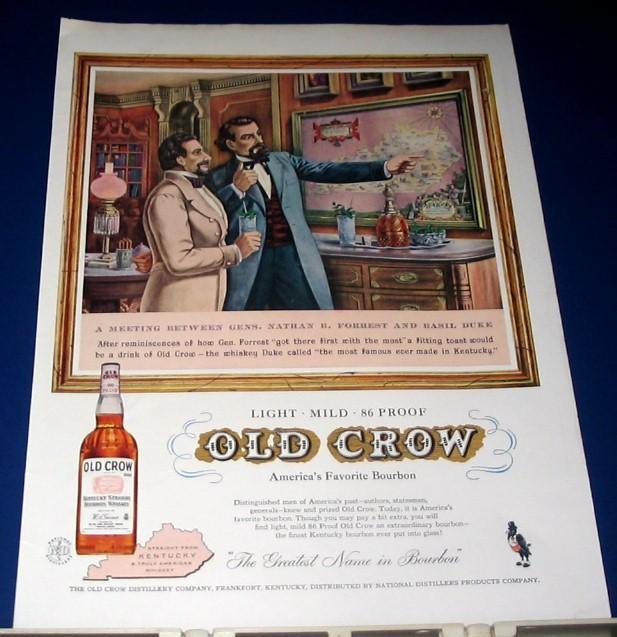 A MEETING BETWEEN GENS. NATHAN B. FORREST AND BASIL DUKE
After reminiscences of how Gen. Forrest "got there first with the most" a fitting toast would
be a drink of Old Crow – the whiskey Duke called "the most famous ever made in Kentucky."
LIGHT · MILD · 86 PROOF
OLD CROW
America's Favorite Bourbon
Distinguished men of America's past—authors, statesmen,
generals—knew and prized Old Crow. Today, it is America's
favorite bourbon. Though you may pay a bit extra, you will
find light, mild 86 Proof Old Crow an extraordinary bourbon—
the finest Kentucky bourbon ever put into glass!
"The Greatest Name in Bourbon"
86
PROOF
OLD CROW
KENTUCKY STRAIGHT
BOURBON WHISKEY
STRAIGHT FROM
KENTUCKY
A TRULY AMERICAN
WHISKEY
THE OLD CROW DISTILLERY COMPANY, FRANKFORT, KENTUCKY, DISTRIBUTED BY NATIONAL DISTILLERS PRODUCTS COMPANY.